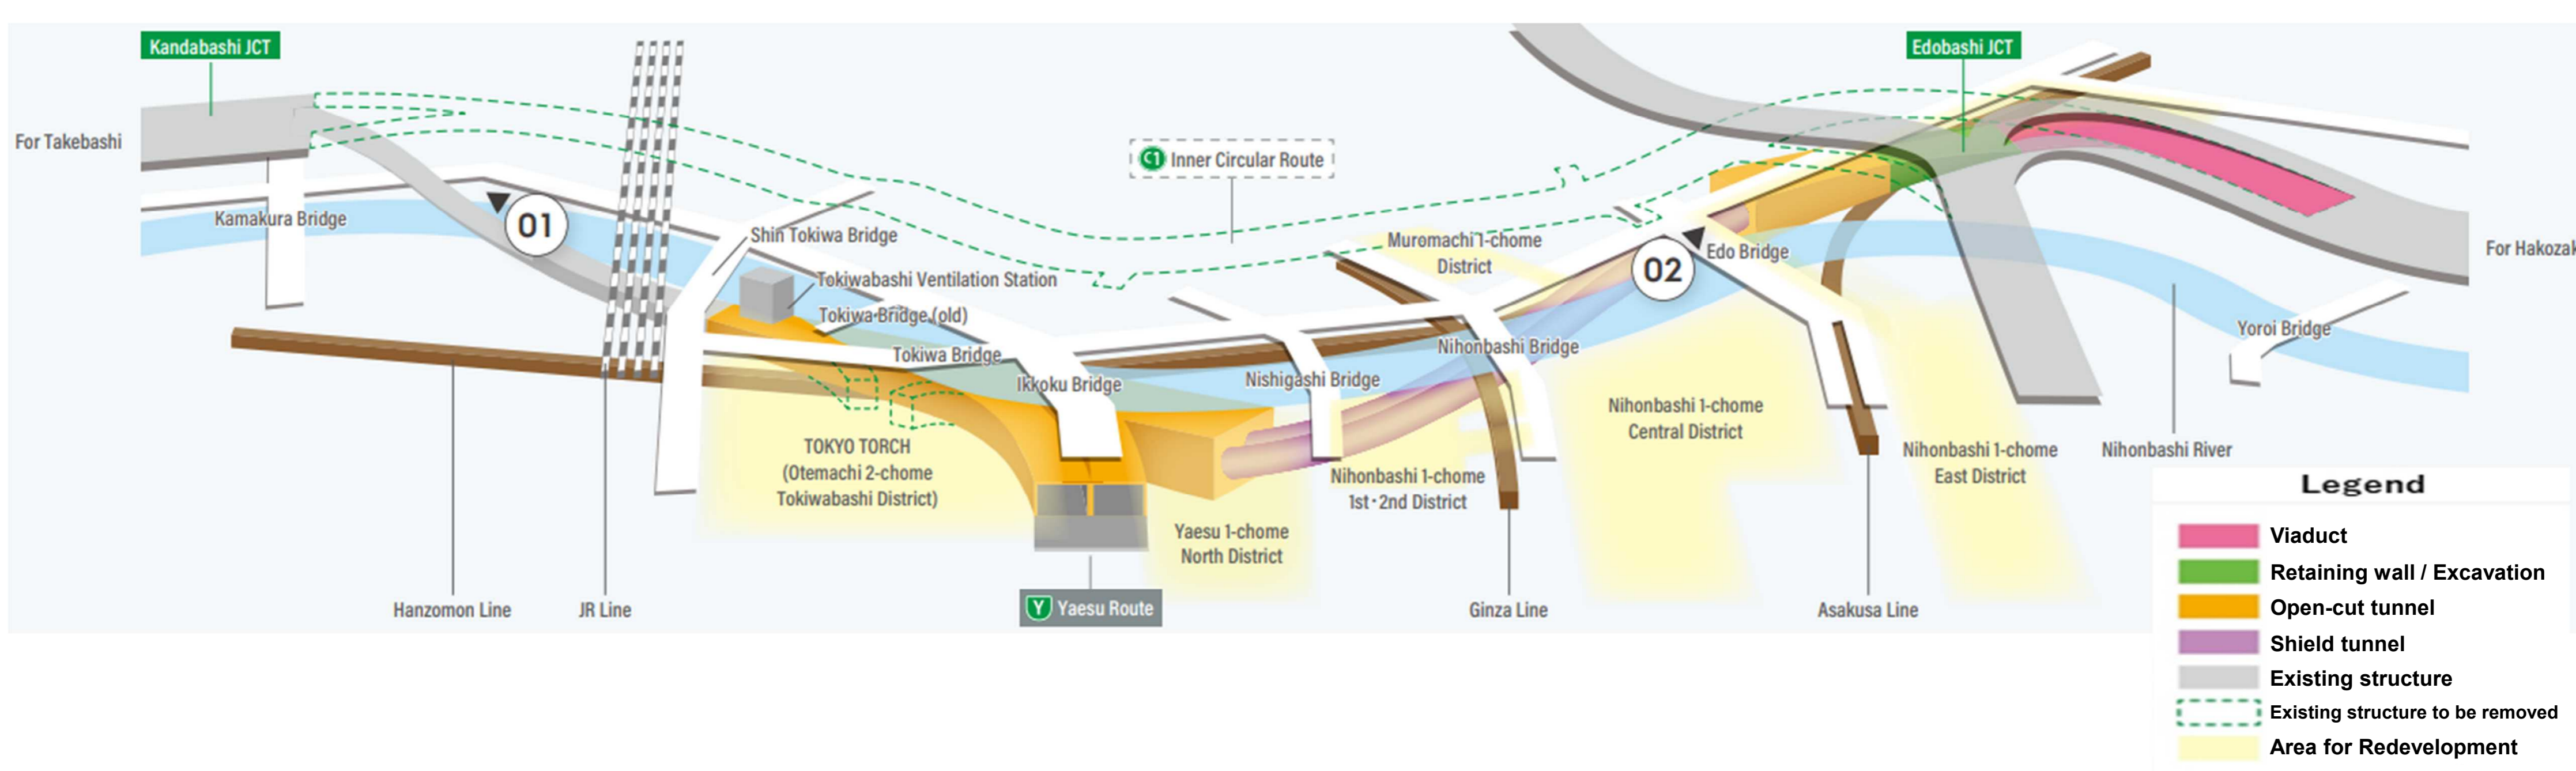 Kandabashi JCT
Edobashi JCT
For Takebashi
C1 Inner Circular Route
Kamakura Bridge
01
Shin Tokiwa Bridge
Tokiwabashi Ventilation Station
Tokiwa Bridge (old)
Tokiwa Bridge
Ikkoku Bridge
Nishigashi Bridge
Muromachi 1-chome
District
Nihonbashi Bridge
02
Edo Bridge
For Hakozak
Yoroi Bridge
TOKYO TORCH
(Otemachi 2-chome
Tokiwabashi District)
Yaesu 1-chome
North District
Nihonbashi 1-chome
1st・2nd District
Nihonbashi 1-chome
Central District
Nihonbashi 1-chome
East District
Nihonbashi River
Hanzomon Line
JR Line
Y Yaesu Route
Ginza Line
Asakusa Line
Legend
Viaduct
Retaining wall / Excavation
Open-cut tunnel
Shield tunnel
Existing structure
Existing structure to be removed
Area for Redevelopment